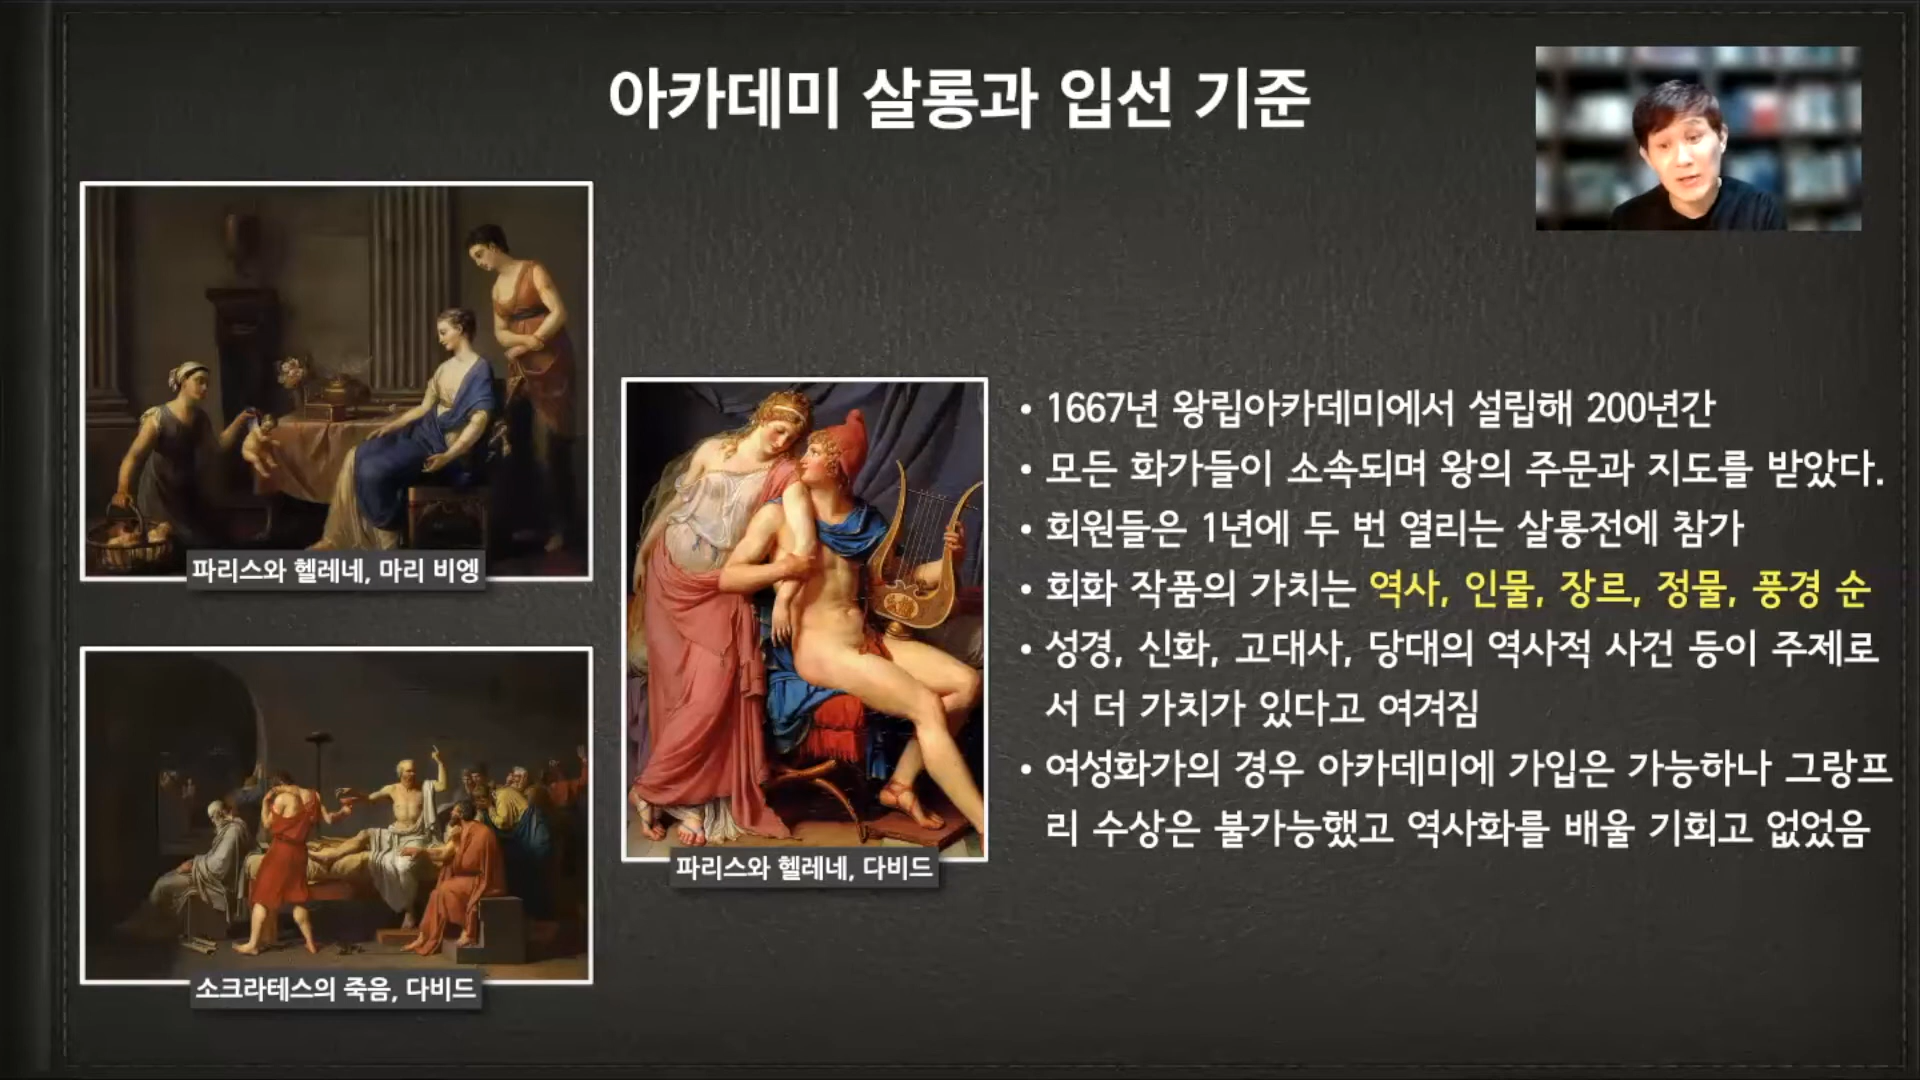 아카데미 살롱과 입선 기준
파리스와 헬레네, 마리 비엥
소크라테스의 죽음, 다비드
파리스와 헬레네, 다비드
• 1667년 왕립아카데미에서 설립해 200년간
• 모든 화가들이 소속되며 왕의 주문과 지도를 받았다.
• 회원들은 1년에 두 번 열리는 살롱전에 참가
• 회화 작품의 가치는 역사, 인물, 장르, 정물, 풍경 순
• 성경, 신화, 고대사, 당대의 역사적 사건 등이 주제로
서 더 가치가 있다고 여겨짐
• 여성화가의 경우 아카데미에 가입은 가능하나 그랑프
리 수상은 불가능했고 역사화를 배울 기회고 없었음